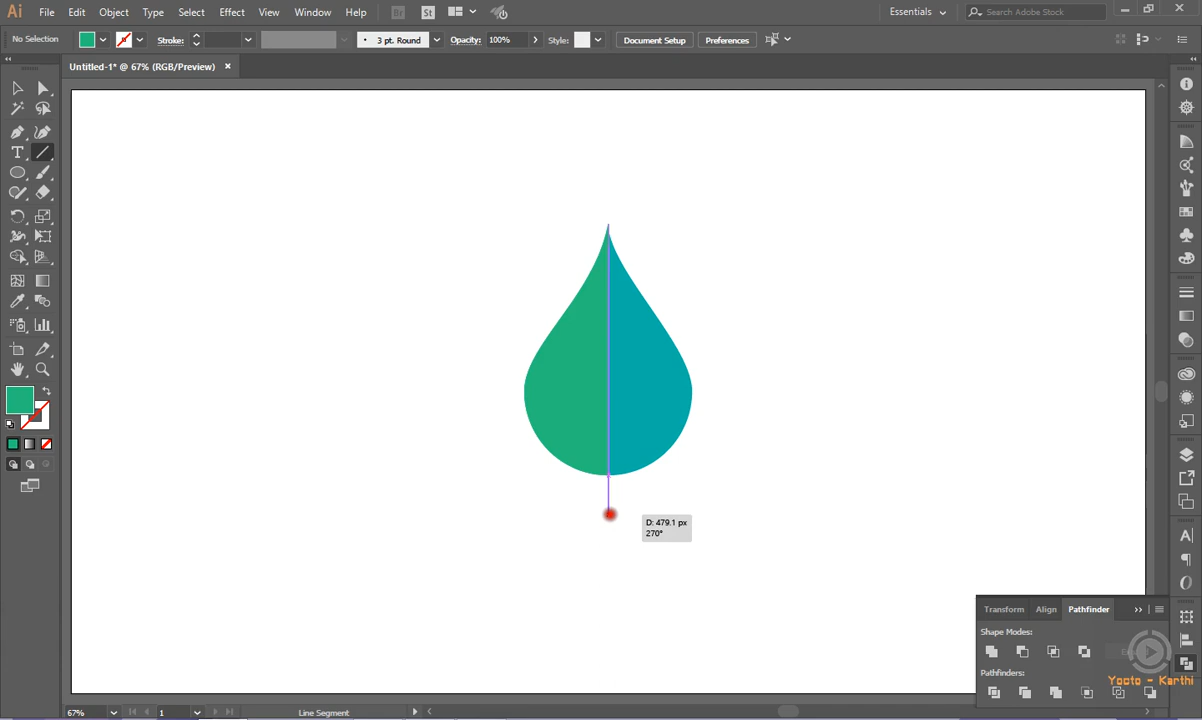 Ai File Edit Object Type Select Effect View Window Help Br St Essentials Search Adobe Stock
No Selection Stroke: 3 pt. Round Opacity: 100% Style: Document Setup Preferences
Untitled-1* @ 67% (RGB/Preview) ×
D: 479.1 px
270°
Transform Align Pathfinder
Shape Modes:
Pathfinders:
Yooto - Karthi
67% 1 Line Segment